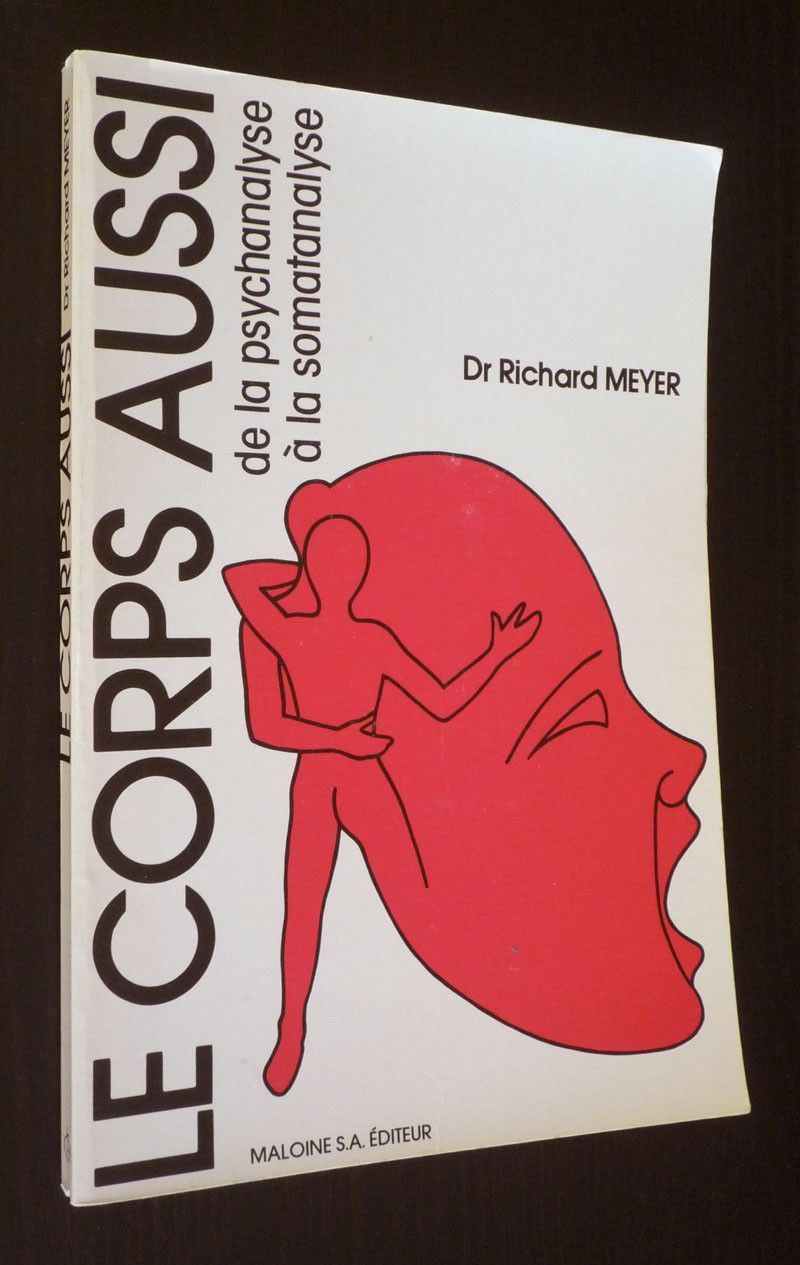 LE CORPS AUSSI
de la psychanalyse
à la somatanalyse
Dr Richard MEYER
MALOINE S.A. ÉDITEUR
LE CORPS AUSSI Dr Richard MEYER